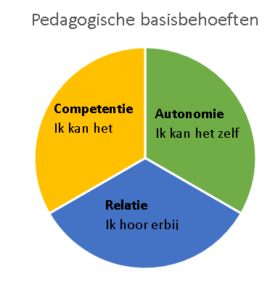 Pedagogische basisbehoeften
Competentie
Ik kan het
Autonomie
Ik kan het zelf
Relatie
Ik hoor erbij